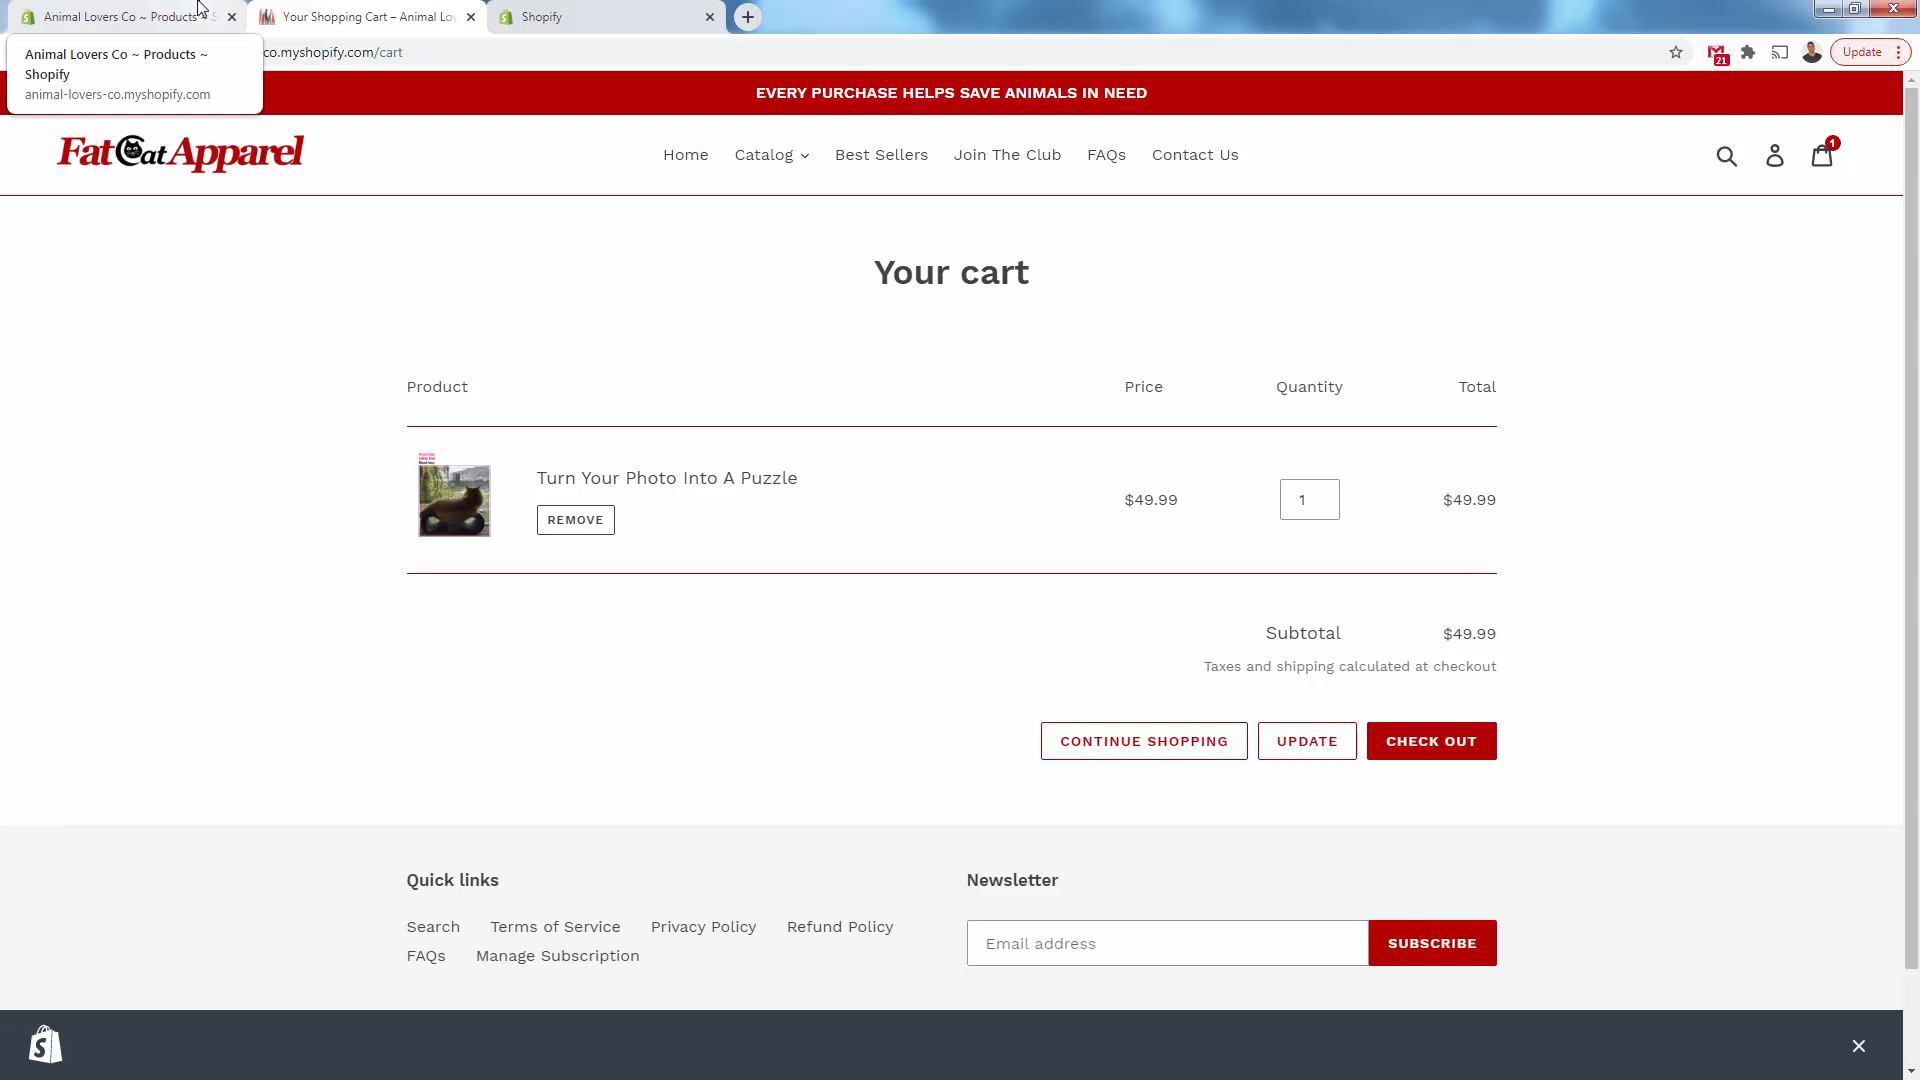 Animal Lovers Co ~ Products
Your Shopping Cart – Animal Lov
Shopify
Animal Lovers Co ~ Products ~
Shopify
animal-lovers-co.myshopify.com
co.myshopify.com/cart
21
Update
EVERY PURCHASE HELPS SAVE ANIMALS IN NEED
FatCat Apparel
Home
Catalog
Best Sellers
Join The Club
FAQs
Contact Us
1
Your cart
Product
Price
Quantity
Total
Turn Your Photo Into A Puzzle
REMOVE
$49.99
1
$49.99
Subtotal
$49.99
Taxes and shipping calculated at checkout
CONTINUE SHOPPING
UPDATE
CHECK OUT
Quick links
Search
Terms of Service
Privacy Policy
Refund Policy
FAQs
Manage Subscription
Newsletter
Email address
SUBSCRIBE